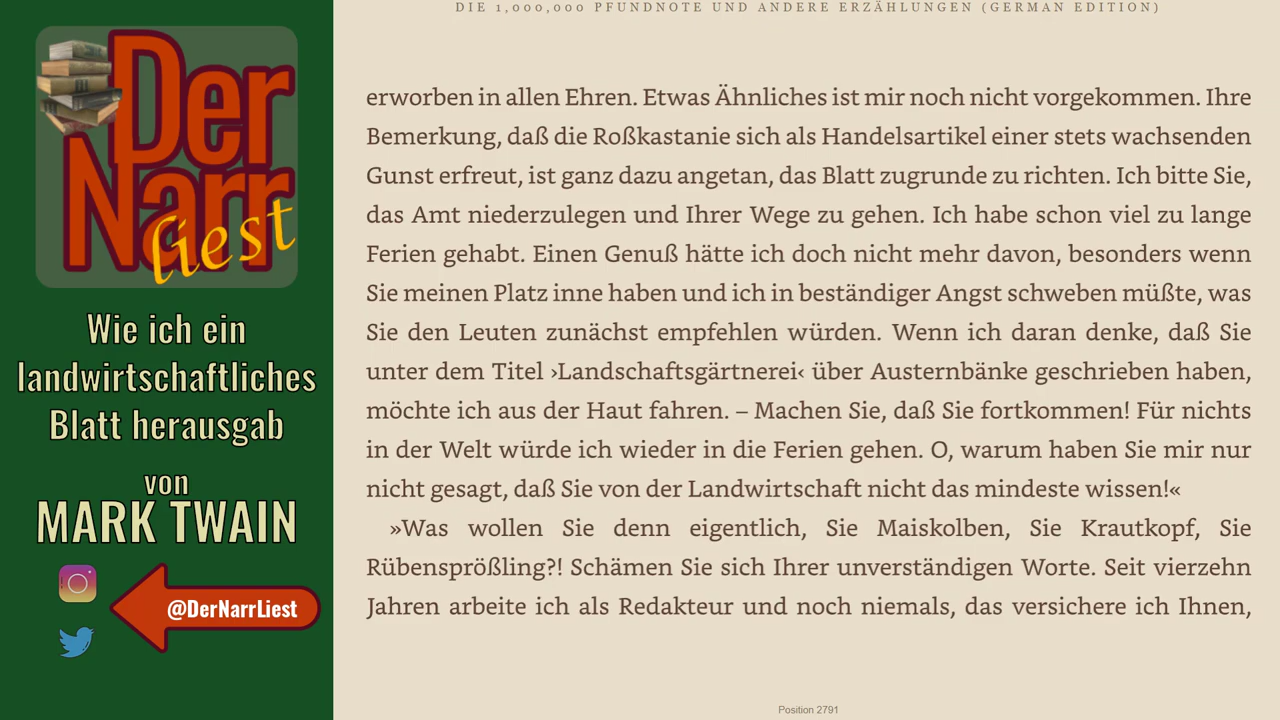 Der
Narr
liest
Wie ich ein
landwirtschaftliches
Blatt herausgab
von
MARK TWAIN
@DerNarrLiest
DIE 1,000,000 PFUNDNOTE UND ANDERE ERZÄHLUNGEN (GERMAN EDITION)
erworben in allen Ehren. Etwas Ähnliches ist mir noch nicht vorgekommen. Ihre
Bemerkung, daß die Roßkastanie sich als Handelsartikel einer stets wachsenden
Gunst erfreut, ist ganz dazu angetan, das Blatt zugrunde zu richten. Ich bitte Sie,
das Amt niederzulegen und Ihrer Wege zu gehen. Ich habe schon viel zu lange
Ferien gehabt. Einen Genuß hätte ich doch nicht mehr davon, besonders wenn
Sie meinen Platz inne haben und ich in beständiger Angst schweben müßte, was
Sie den Leuten zunächst empfehlen würden. Wenn ich daran denke, daß Sie
unter dem Titel ›Landschaftsgärtnerei‹ über Austernbänke geschrieben haben,
möchte ich aus der Haut fahren. – Machen Sie, daß Sie fortkommen! Für nichts
in der Welt würde ich wieder in die Ferien gehen. O, warum haben Sie mir nur
nicht gesagt, daß Sie von der Landwirtschaft nicht das mindeste wissen!«
»Was wollen Sie denn eigentlich, Sie Maiskolben, Sie Krautkopf, Sie
Rübensprößling?! Schämen Sie sich Ihrer unverständigen Worte. Seit vierzehn
Jahren arbeite ich als Redakteur und noch niemals, das versichere ich Ihnen,
Position 2791